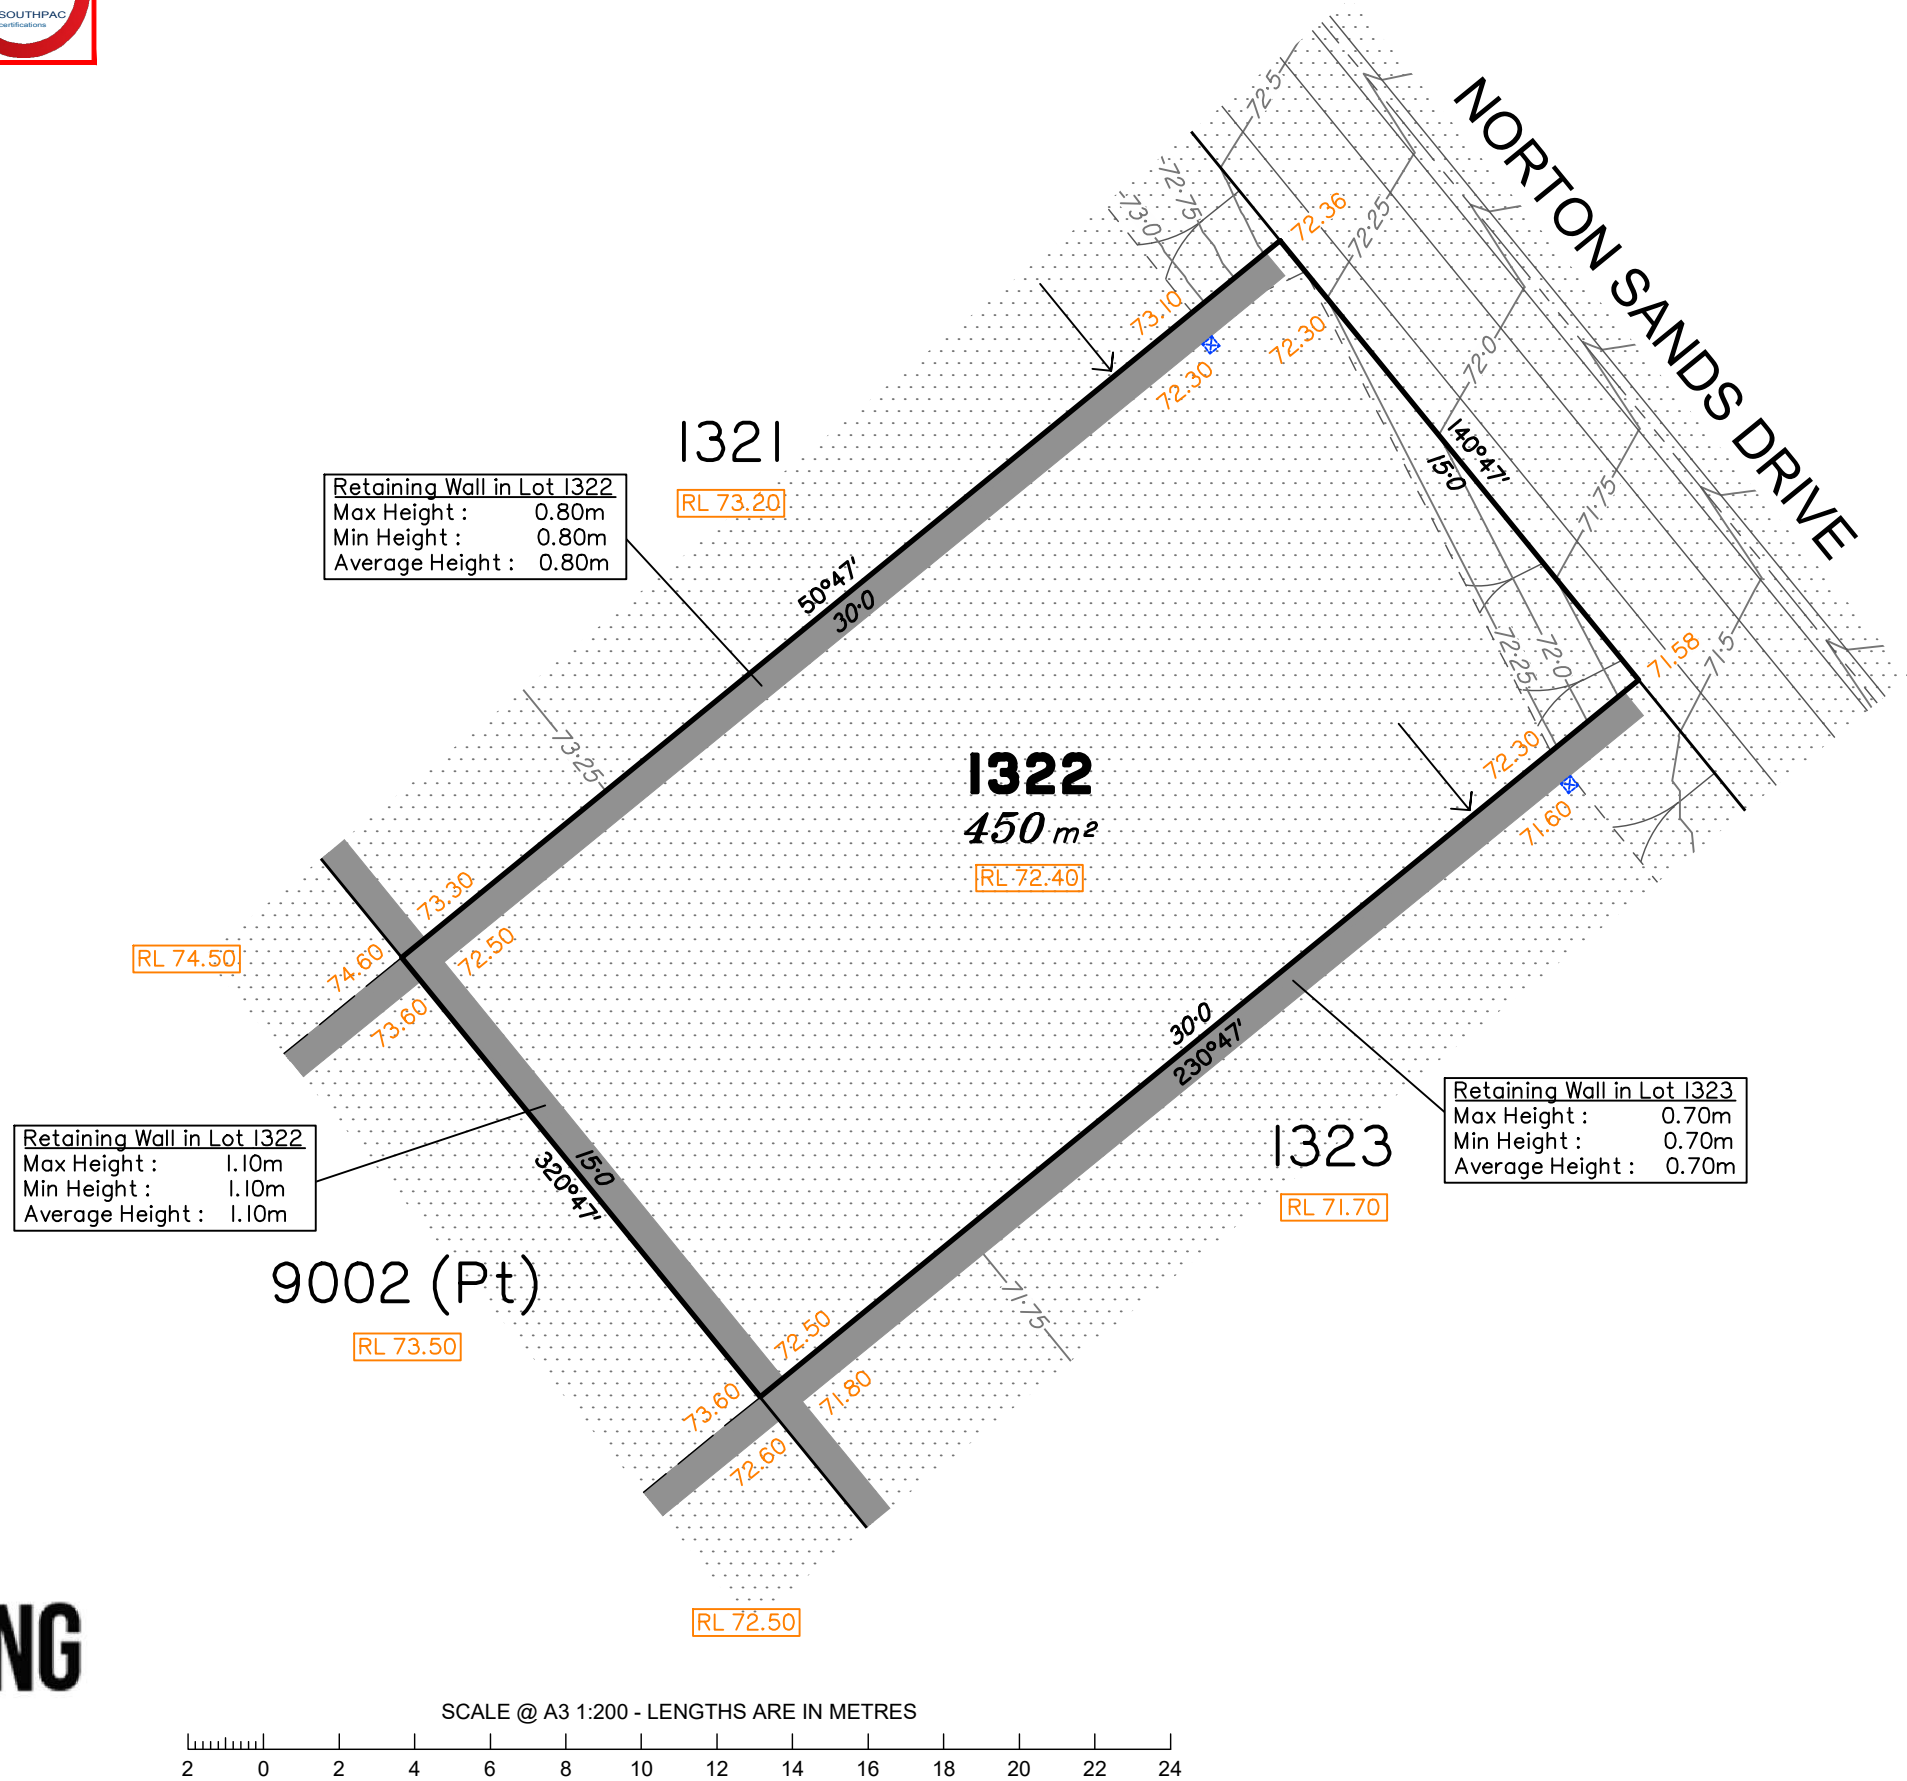 SOUTHPAC
certifications
NORTON SANDS DRIVE
72·5
72·75
73·0
72.36
72·25
73.10
72.30
72.30
72·0
140°47'
15·0
71·75
1321
RL 73.20
Retaining Wall in Lot 1322
Max Height : 0.80m
Min Height : 0.80m
Average Height : 0.80m
50°47'
30·0
72·25
72·0
71.58
71·5
73·25
1322
450 m²
RL 72.40
72.30
71.60
73.30
72.50
RL 74.50
74.60
73.60
30·0
230°47'
Retaining Wall in Lot 1323
Max Height : 0.70m
Min Height : 0.70m
Average Height : 0.70m
Retaining Wall in Lot 1322
Max Height : 1.10m
Min Height : 1.10m
Average Height : 1.10m
15·0
320°47'
1323
RL 71.70
9002 (Pt)
RL 73.50
71·75
72.50
71.80
73.60
72.60
RL 72.50
NG
SCALE @ A3 1:200 - LENGTHS ARE IN METRES
2 0 2 4 6 8 10 12 14 16 18 20 22 24